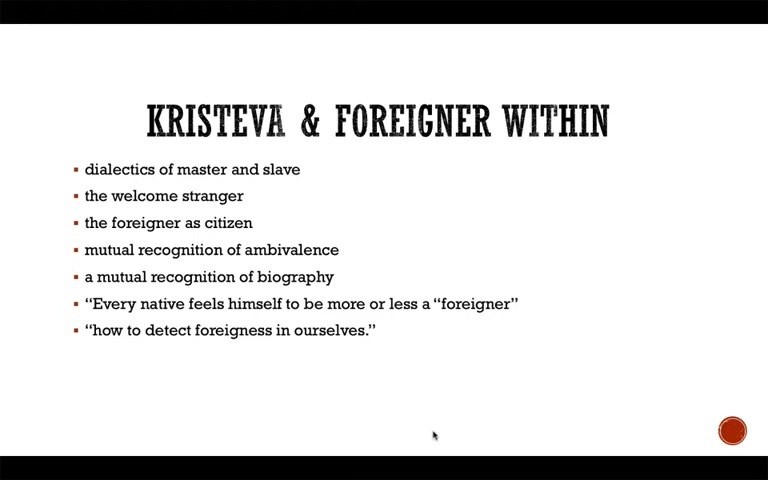 KRISTEVA & FOREIGNER WITHIN
▪ dialectics of master and slave
▪ the welcome stranger
▪ the foreigner as citizen
▪ mutual recognition of ambivalence
▪ a mutual recognition of biography
▪ “Every native feels himself to be more or less a “foreigner”
▪ “how to detect foreigness in ourselves.”